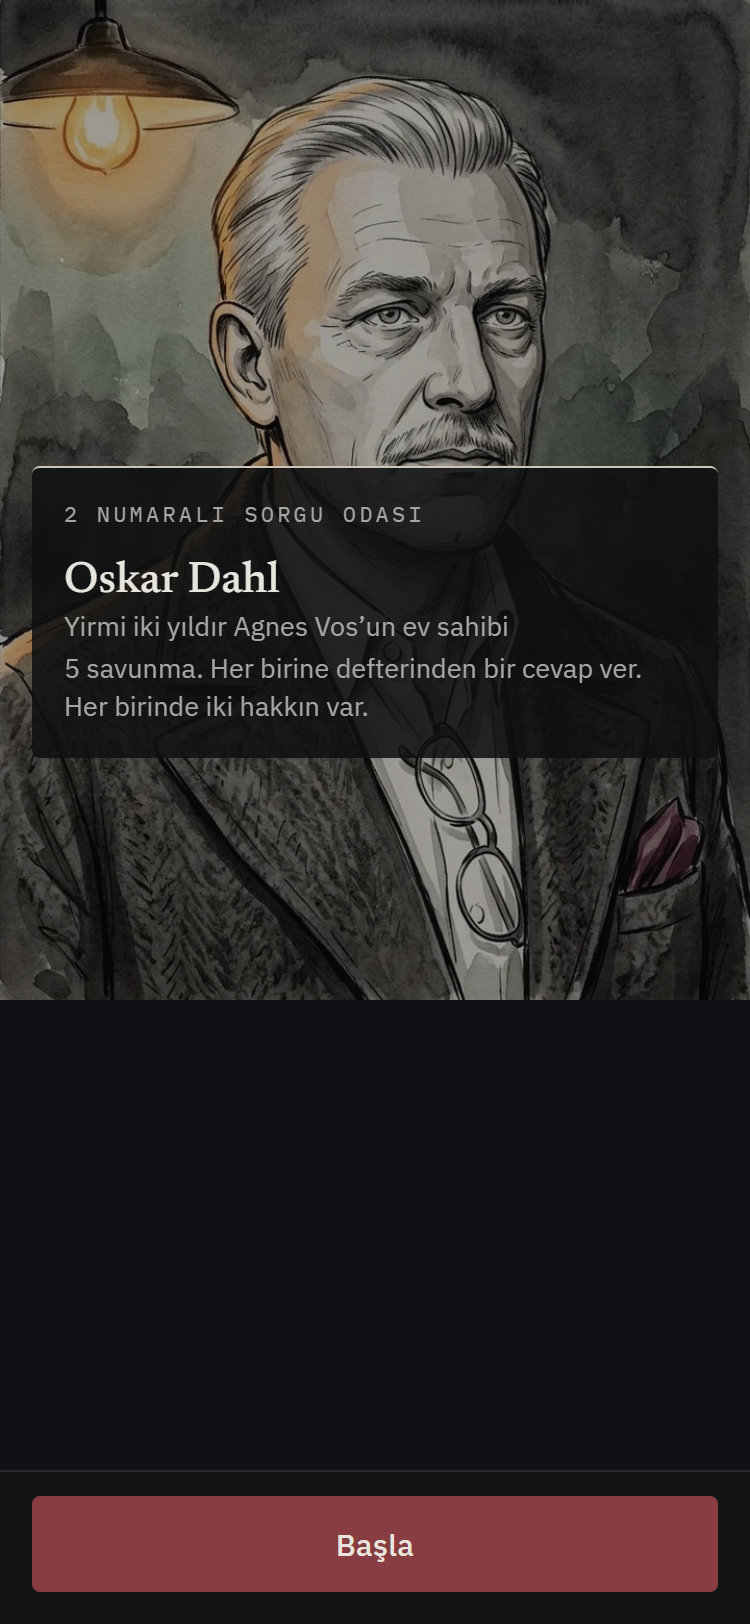 2 NUMARALI SORGU ODASI
Oskar Dahl
Yirmi iki yıldır Agnes Vos’un ev sahibi
5 savunma. Her birine defterinden bir cevap ver.
Her birinde iki hakkın var.
Başla